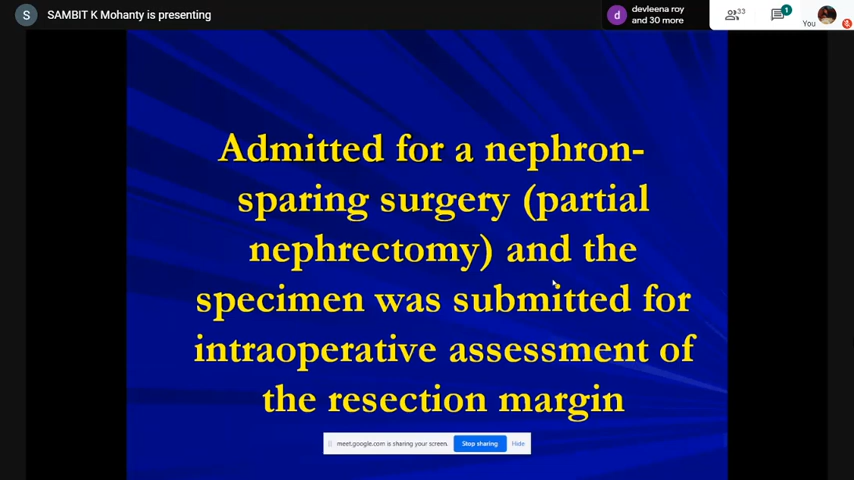 S SAMBIT K Mohanty is presenting
d devleena roy
and 30 more
33
1
You
Admitted for a nephron-
sparing surgery (partial
nephrectomy) and the
specimen was submitted for
intraoperative assessment of
the resection margin
meet.google.com is sharing your screen. Stop sharing Hide